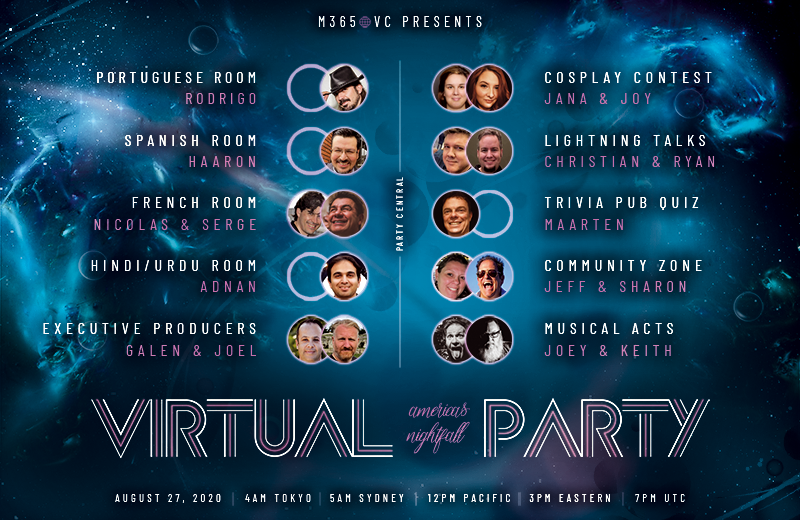 M365 VC PRESENTS
PORTUGUESE ROOM
RODRIGO
SPANISH ROOM
HAARON
FRENCH ROOM
NICOLAS & SERGE
HINDI/URDU ROOM
ADNAN
EXECUTIVE PRODUCERS
GALEN & JOEL
PARTY CENTRAL
COSPLAY CONTEST
JANA & JOY
LIGHTNING TALKS
CHRISTIAN & RYAN
TRIVIA PUB QUIZ
MAARTEN
COMMUNITY ZONE
JEFF & SHARON
MUSICAL ACTS
JOEY & KEITH
VIRTUAL americas nightfall PARTY
AUGUST 27, 2020 | 4AM TOKYO | 5AM SYDNEY | 12PM PACIFIC | 3PM EASTERN | 7PM UTC